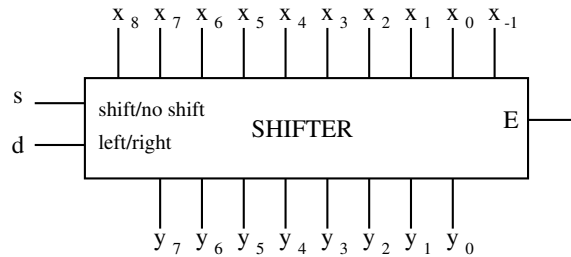 x8 x7 x6 x5 x4 x3 x2 x1 x0 x-1
s
shift/no shift
SHIFTER
E
d
left/right
y7 y6 y5 y4 y3 y2 y1 y0